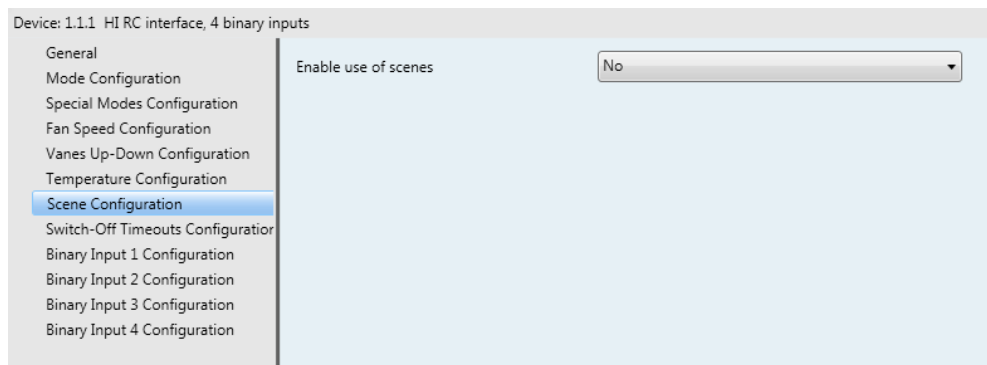 Device: 1.1.1 HI RC interface, 4 binary inputs
General
Mode Configuration
Special Modes Configuration
Fan Speed Configuration
Vanes Up-Down Configuration
Temperature Configuration
Scene Configuration
Switch-Off Timeouts Configuration
Binary Input 1 Configuration
Binary Input 2 Configuration
Binary Input 3 Configuration
Binary Input 4 Configuration
Enable use of scenes
No